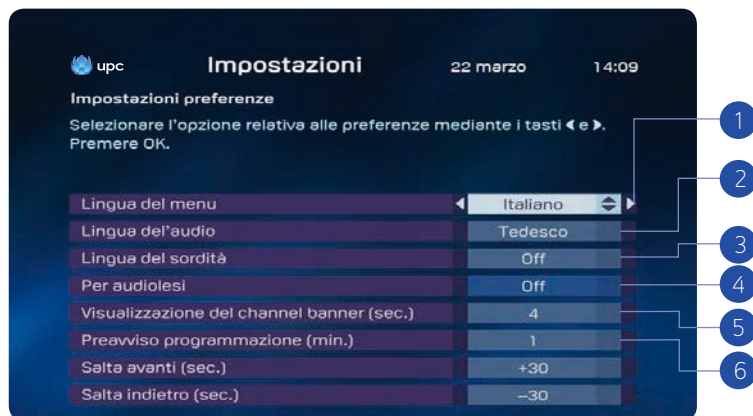 upc Impostazioni 22 marzo 14:09
Impostazioni preferenze
Selezionare l'opzione relativa alle preferenze mediante i tasti ◀ e ▶.
Premere OK.
Lingua del menu Italiano 1
Lingua del'audio Tedesco 2
Lingua del sordità Off 3
Per audiolesi Off 4
Visualizzazione del channel banner (sec.) 4 5
Preavviso programmazione (min.) 1 6
Salta avanti (sec.) +30
Salta indietro (sec.) –30